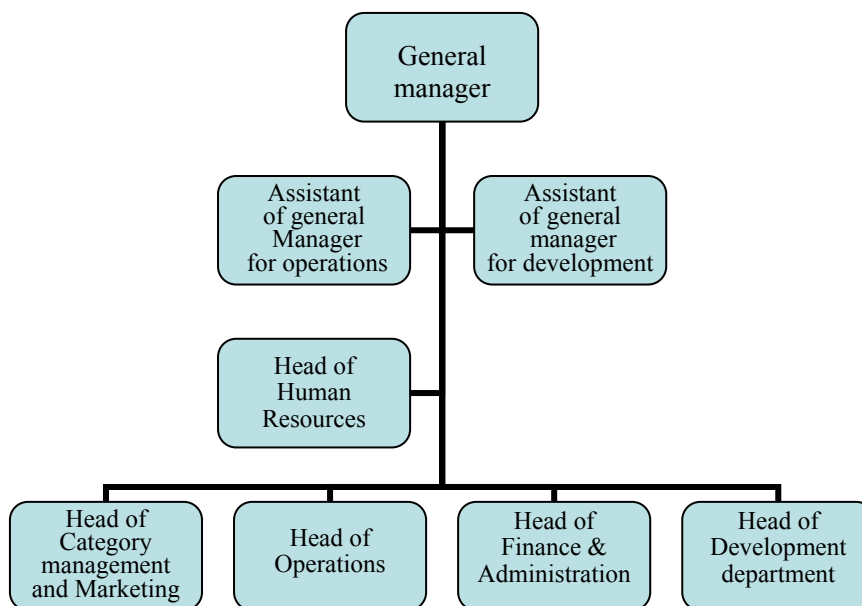 General
manager
Assistant
of general
Manager
for operations
Assistant
of general
manager
for development
Head of
Human
Resources
Head of
Category
management
and Marketing
Head of
Operations
Head of
Finance &
Administration
Head of
Development
department